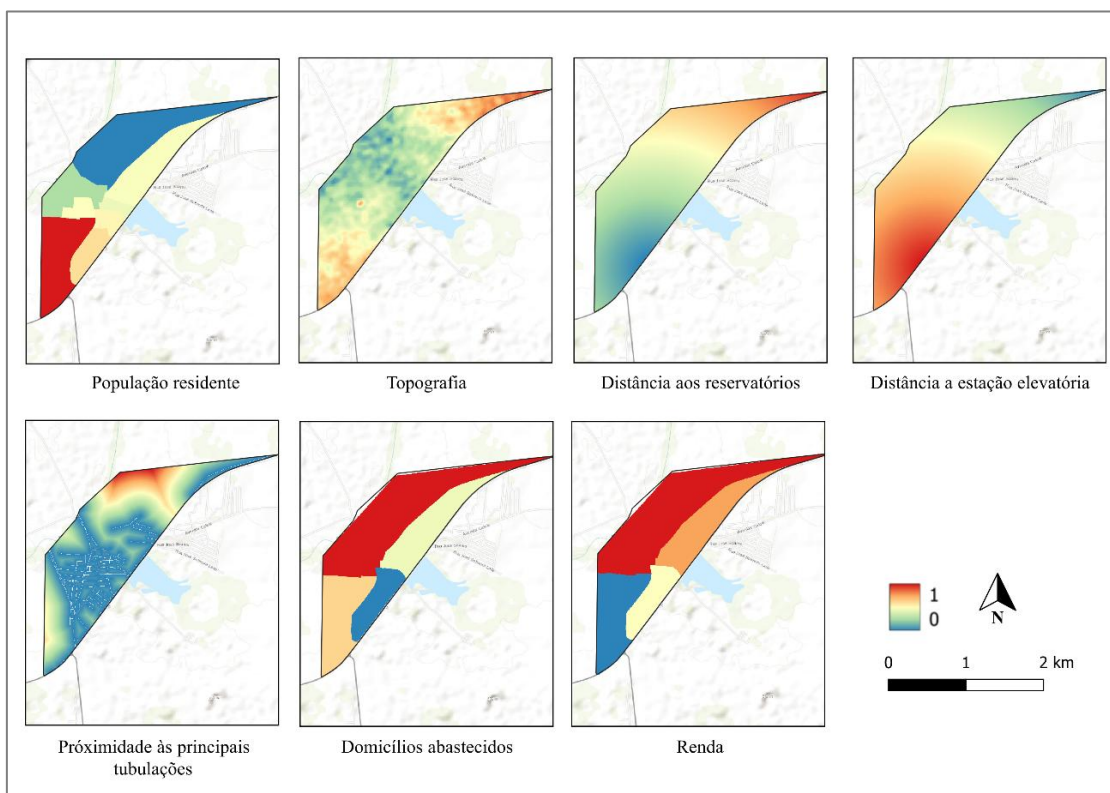 População residente
Topografia
Distância aos reservatórios
Distância a estação elevatória
Próximidade às principais
tubulações
Domicílios abastecidos
Renda
1
0
N
0 1 2 km